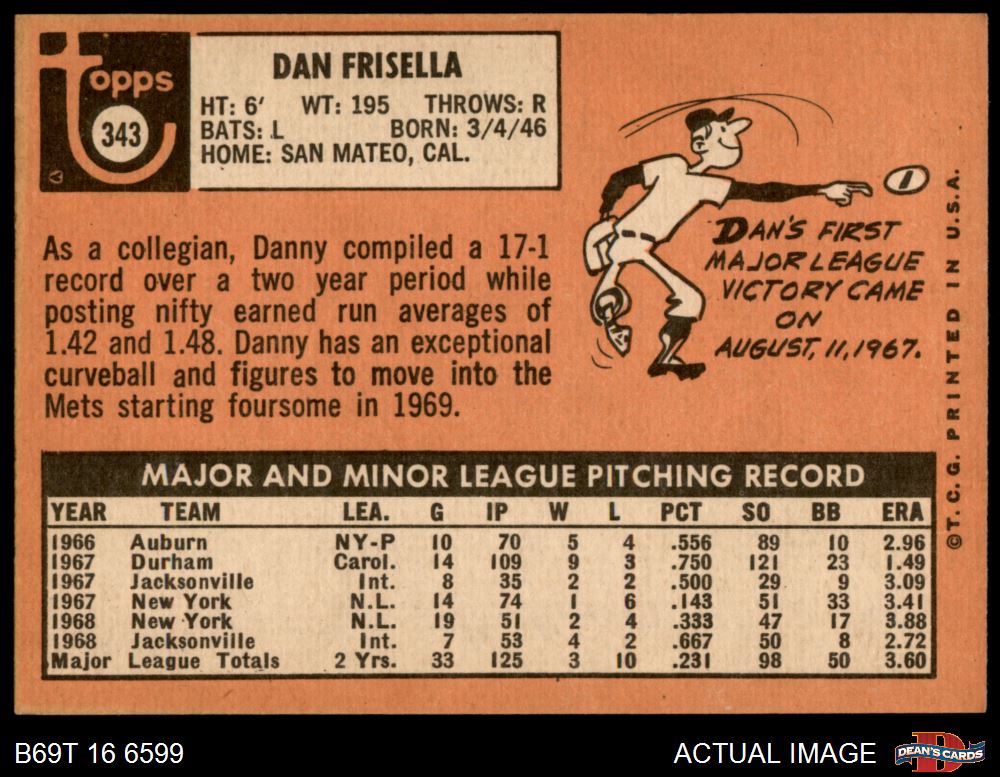 topps
343
DAN FRISELLA
HT: 6' WT: 195 THROWS: R
BATS: L BORN: 3/4/46
HOME: SAN MATEO, CAL.
As a collegian, Danny compiled a 17-1
record over a two year period while
posting nifty earned run averages of
1.42 and 1.48. Danny has an exceptional
curveball and figures to move into the
Mets starting foursome in 1969.
1
DAN'S FIRST
MAJOR LEAGUE
VICTORY CAME
ON
AUGUST, 11, 1967.
©T. C. G. PRINTED IN U.S.A.
MAJOR AND MINOR LEAGUE PITCHING RECORD
YEAR TEAM LEA. G IP W L PCT SO BB ERA
1966 Auburn NY-P 10 70 5 4 .556 89 10 2.96
1967 Durham Carol. 14 109 9 3 .750 121 23 1.49
1967 Jacksonville Int. 8 35 2 2 .500 29 9 3.09
1967 New York N.L. 14 74 1 6 .143 51 33 3.41
1968 New York N.L. 19 51 2 4 .333 47 17 3.88
1968 Jacksonville Int. 7 53 4 2 .667 50 8 2.72
Major League Totals 2 Yrs. 33 125 3 10 .231 98 50 3.60
B69T 16 6599
ACTUAL IMAGE
D
DEAN'S CARDS